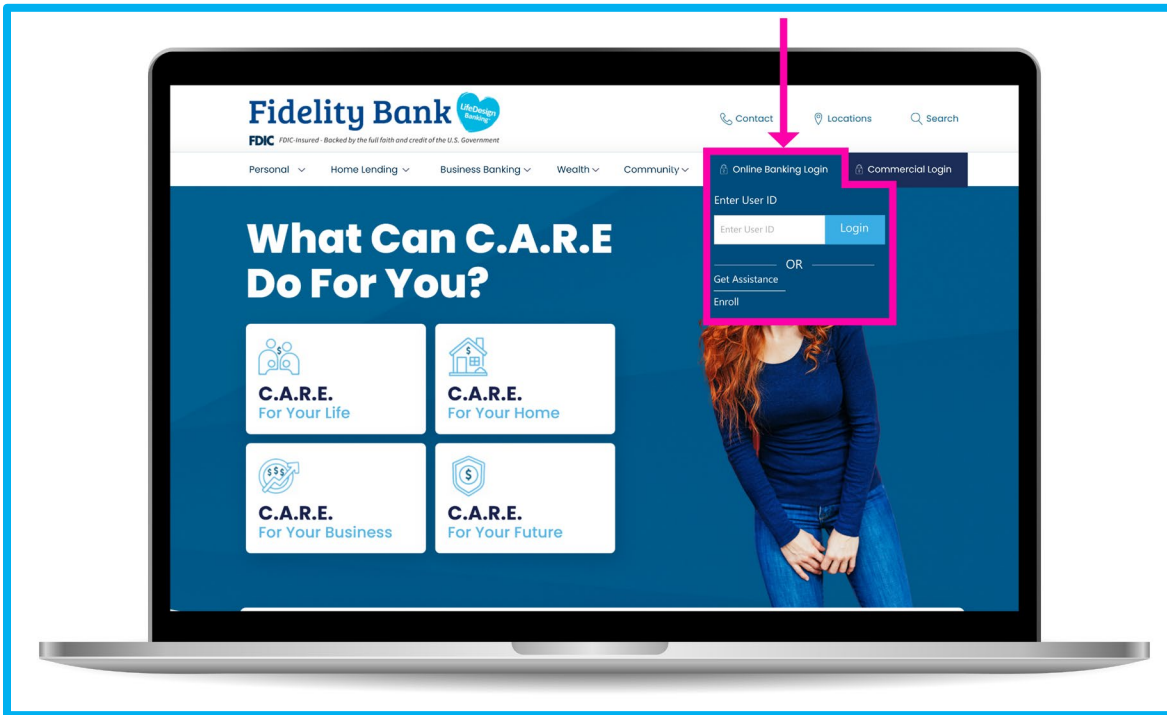 Fidelity Bank
LifeDesign
Banking
FDIC FDIC-Insured - Backed by the full faith and credit of the U.S. Government
Contact
Locations
Search
Personal
Home Lending
Business Banking
Wealth
Community
Online Banking Login
Commercial Login
Enter User ID
Enter User ID
Login
OR
Get Assistance
Enroll
What Can C.A.R.E
Do For You?
$
C.A.R.E.
For Your Life
$
C.A.R.E.
For Your Home
$$$
C.A.R.E.
For Your Business
$
C.A.R.E.
For Your Future